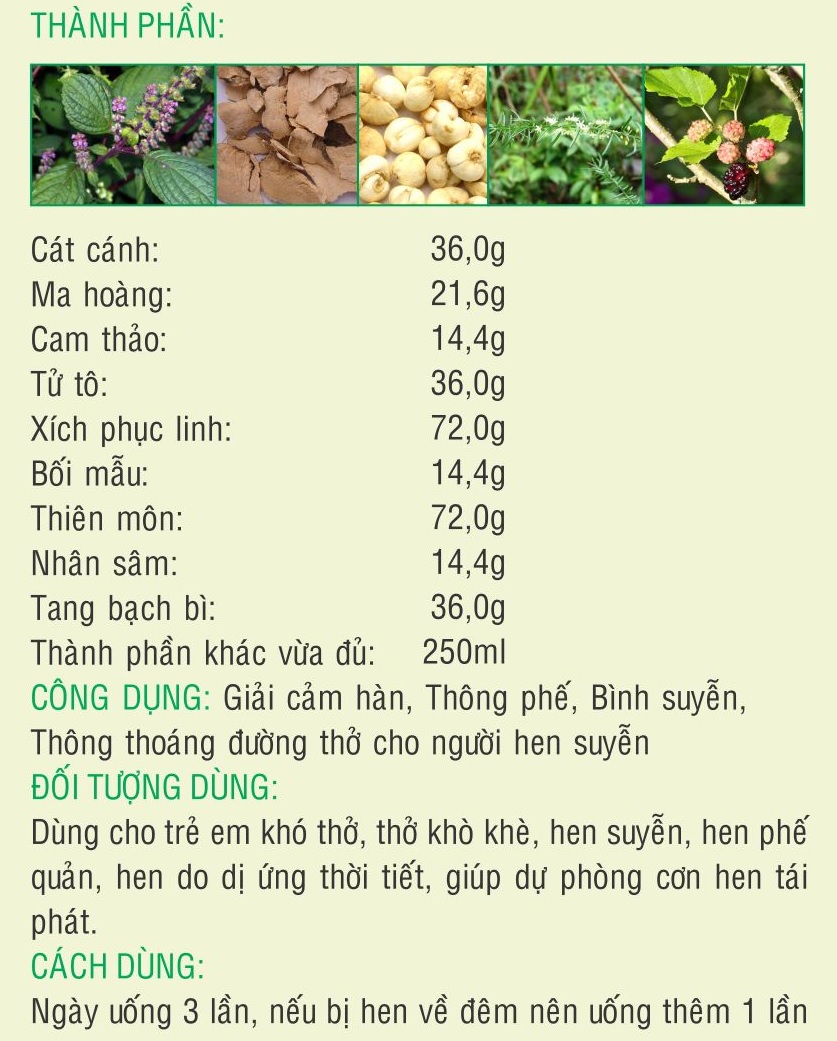 THÀNH PHẦN:
Cát cánh: 36,0g
Ma hoàng: 21,6g
Cam thảo: 14,4g
Tử tô: 36,0g
Xích phục linh: 72,0g
Bối mẫu: 14,4g
Thiên môn: 72,0g
Nhân sâm: 14,4g
Tang bạch bì: 36,0g
Thành phần khác vừa đủ: 250ml
CÔNG DỤNG: Giải cảm hàn, Thông phế, Bình suyễn,
Thông thoáng đường thở cho người hen suyễn
ĐỐI TƯỢNG DÙNG:
Dùng cho trẻ em khó thở, thở khò khè, hen suyễn, hen phế
quản, hen do dị ứng thời tiết, giúp dự phòng cơn hen tái
phát.
CÁCH DÙNG:
Ngày uống 3 lần, nếu bị hen về đêm nên uống thêm 1 lần